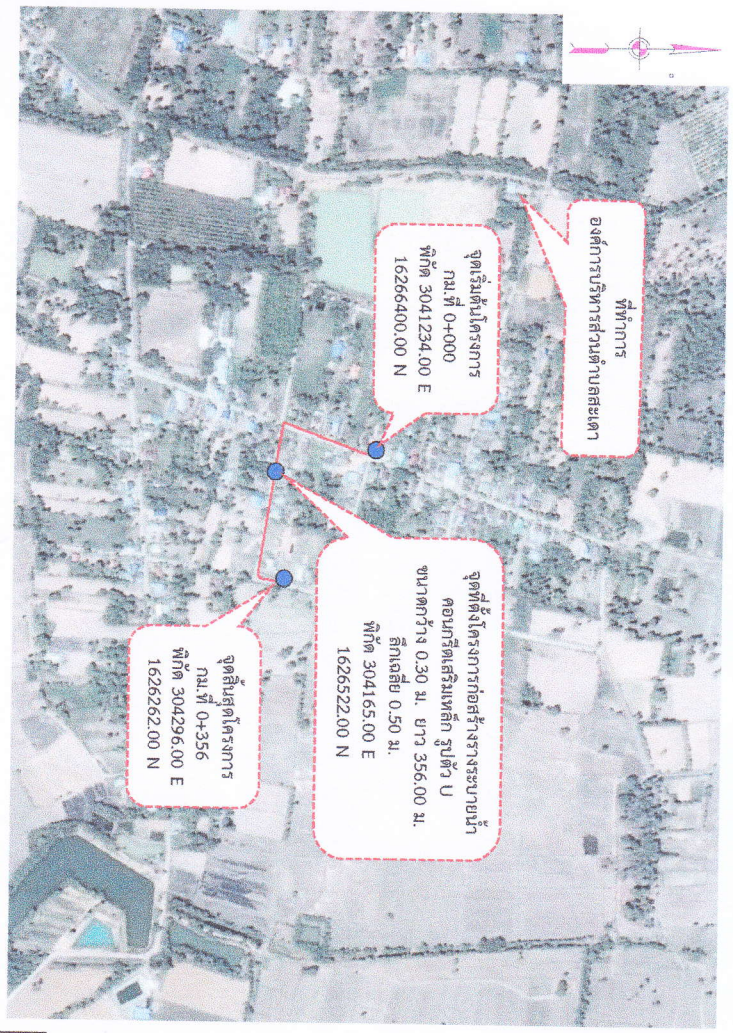 ที่ทำการ
องค์การบริหารส่วนตำบลสะเดา
จุดเริ่มต้นโครงการ
กม.ที่ 0+000
พิกัด 3041234.00 E
16266400.00 N
จุดที่ตั้งโครงการก่อสร้างรางระบายน้ำ
คอนกรีตเสริมเหล็ก รูปตัว U
ขนาดกว้าง 0.30 ม. ยาว 356.00 ม.
ลึกเฉลี่ย 0.50 ม.
พิกัด 304165.00 E
1626522.00 N
จุดสิ้นสุดโครงการ
กม.ที่ 0+356
พิกัด 304296.00 E
1626262.00 N